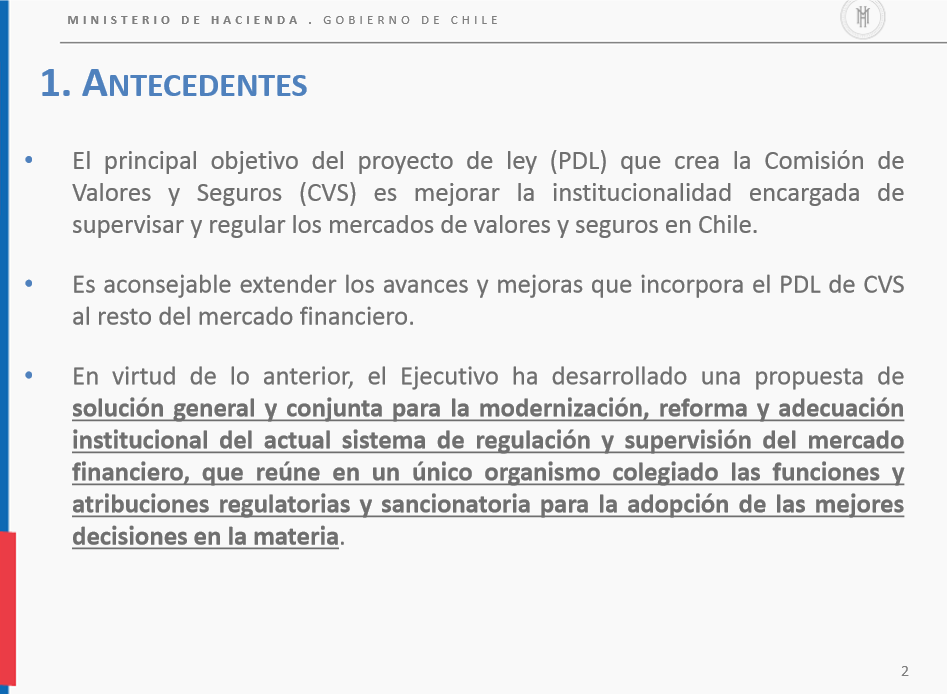 MINISTERIO DE HACIENDA . GOBIERNO DE CHILE
1. ANTECEDENTES
• El principal objetivo del proyecto de ley (PDL) que crea la Comisión de
Valores y Seguros (CVS) es mejorar la institucionalidad encargada de
supervisar y regular los mercados de valores y seguros en Chile.
• Es aconsejable extender los avances y mejoras que incorpora el PDL de CVS
al resto del mercado financiero.
• En virtud de lo anterior, el Ejecutivo ha desarrollado una propuesta de
solución general y conjunta para la modernización, reforma y adecuación
institucional del actual sistema de regulación y supervisión del mercado
financiero, que reúne en un único organismo colegiado las funciones y
atribuciones regulatorias y sancionatoria para la adopción de las mejores
decisiones en la materia.
2